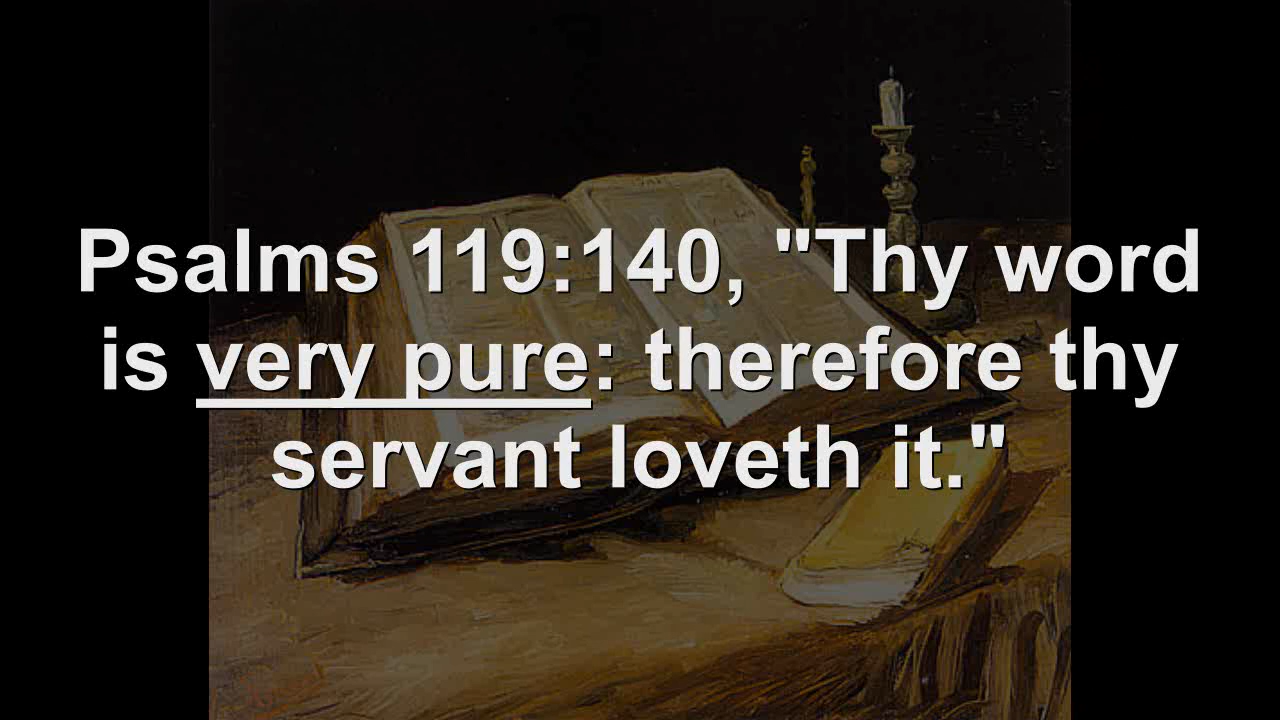 Psalms 119:140, "Thy word
is very pure: therefore thy
servant loveth it."